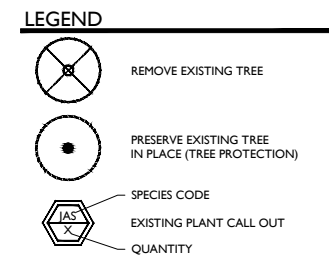 LEGEND
REMOVE EXISTING TREE
PRESERVE EXISTING TREE
IN PLACE (TREE PROTECTION)
SPECIES CODE
JAS
EXISTING PLANT CALL OUT
X
QUANTITY